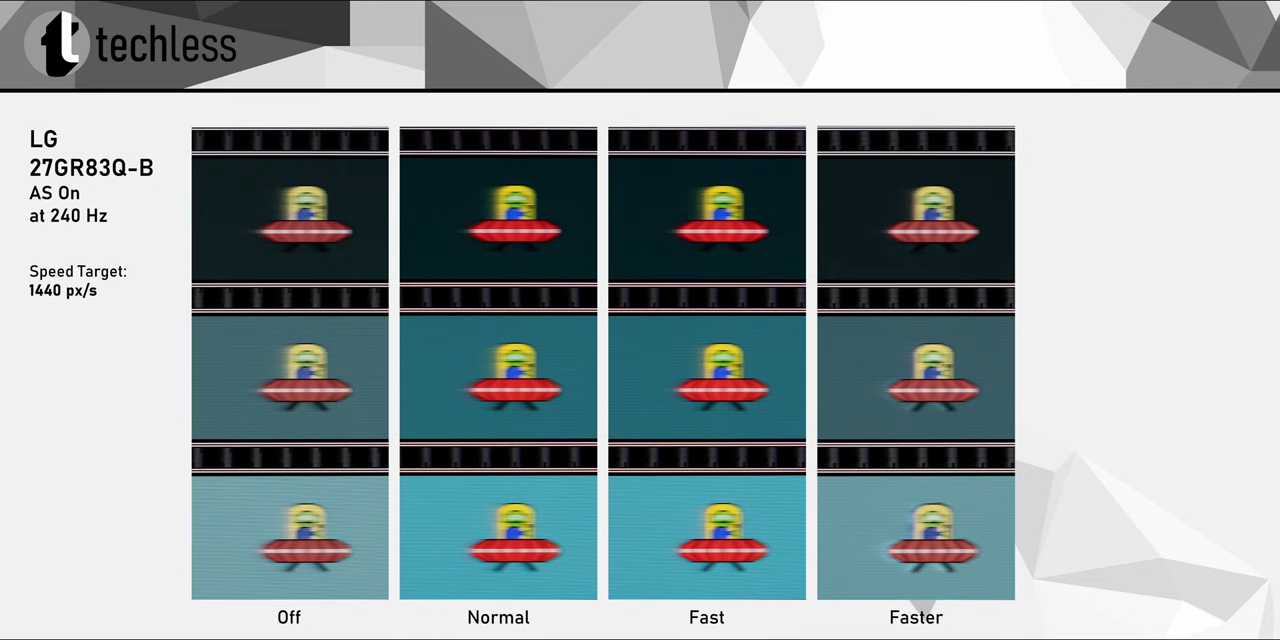 techless
LG
27GR83Q-B
AS On
at 240 Hz
Speed Target:
1440 px/s
Off
Normal
Fast
Faster